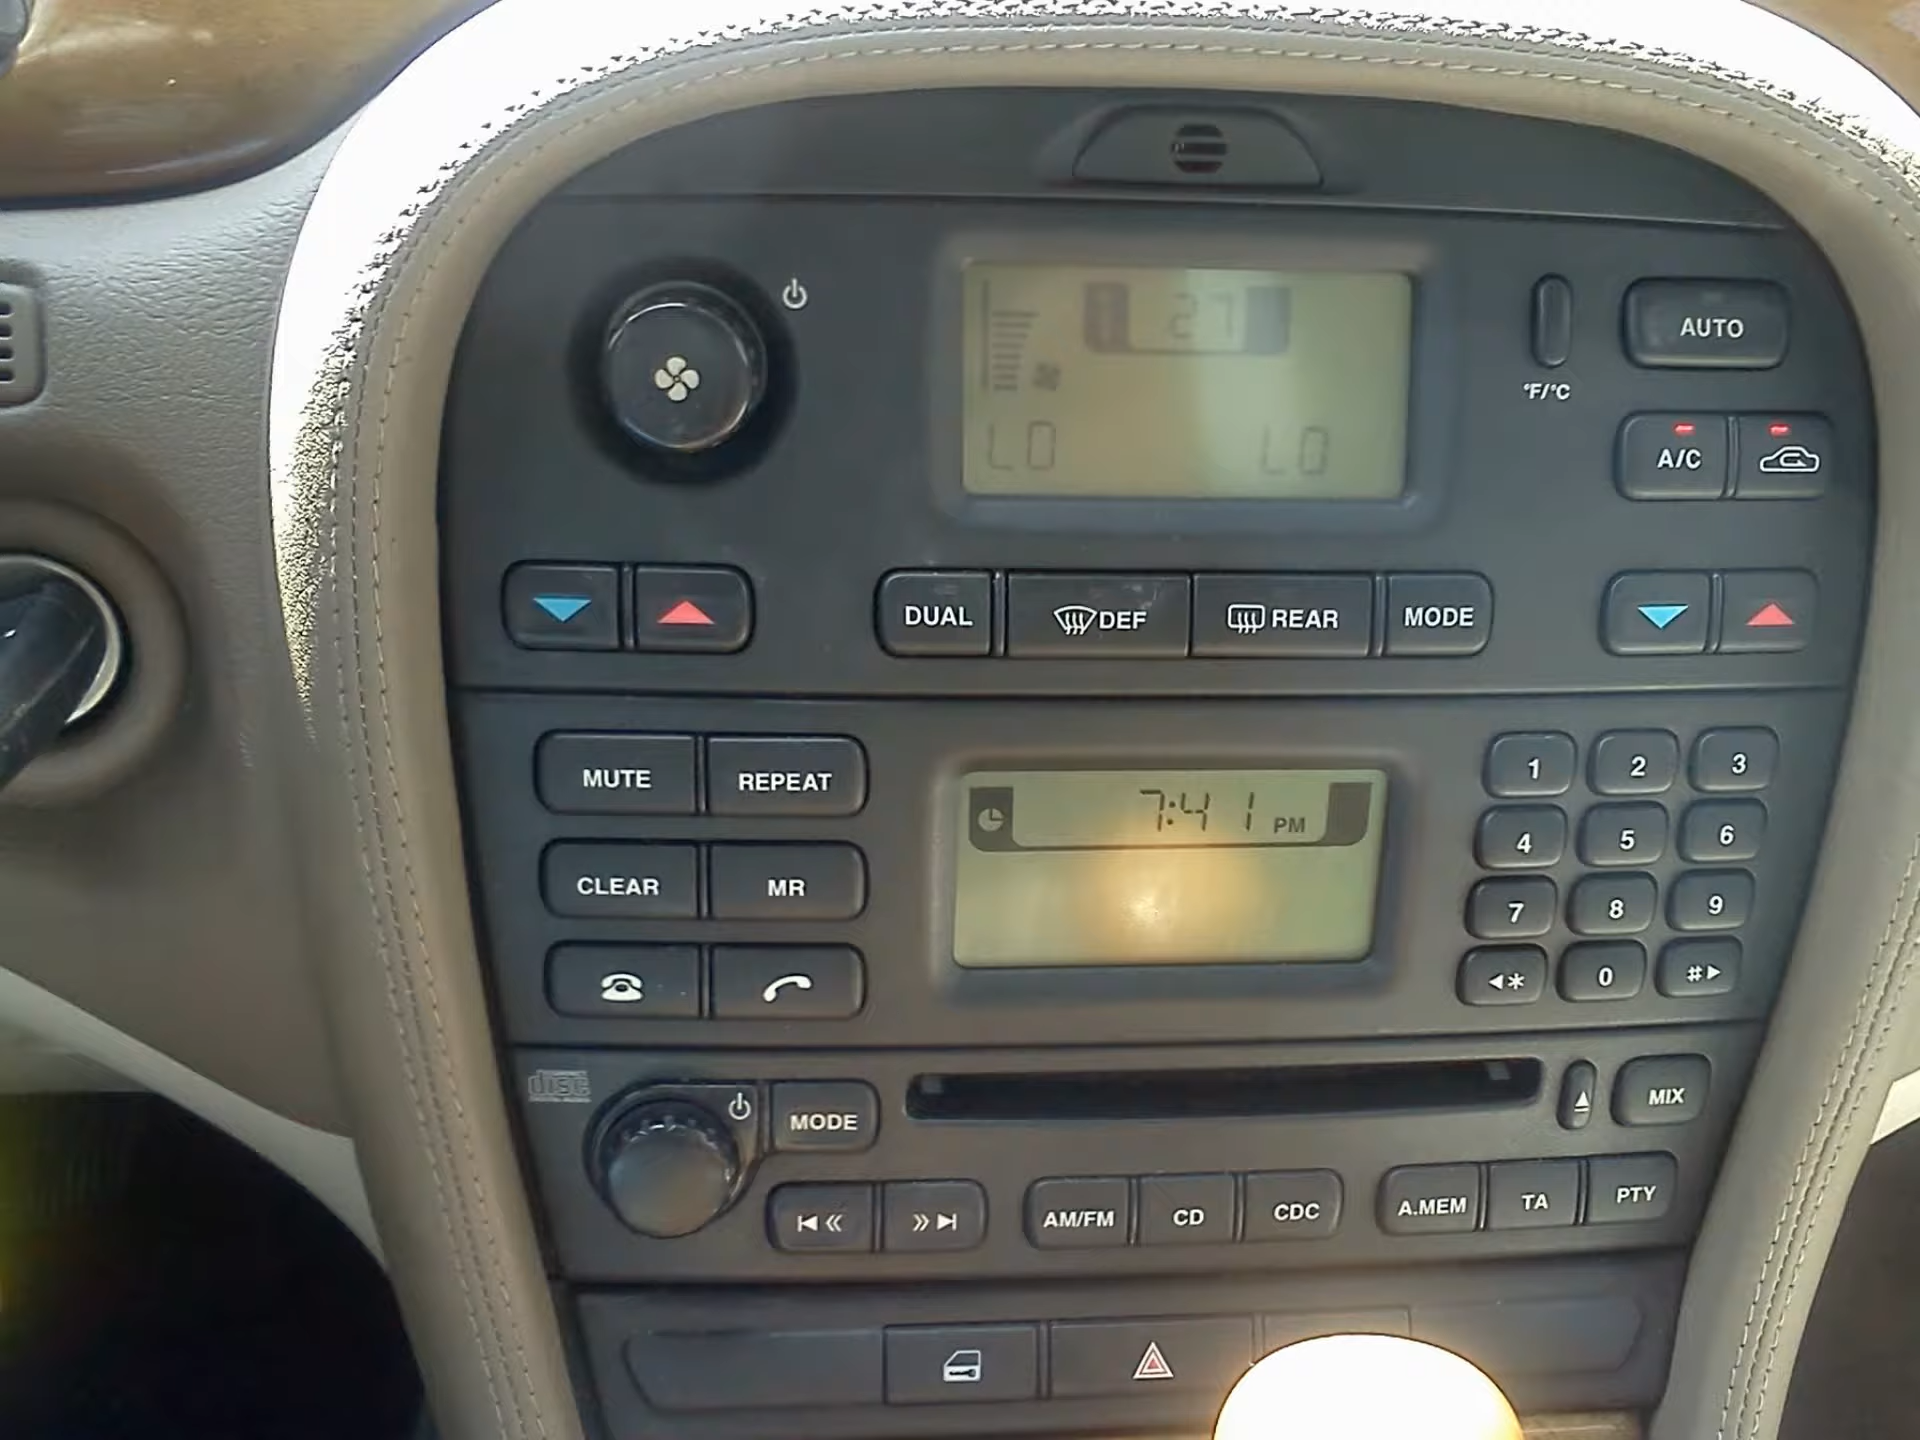 27
LO LO
°F/°C
AUTO
A/C
DUAL DEF REAR MODE
MUTE REPEAT
CLEAR MR
7:41 PM
1 2 3
4 5 6
7 8 9
* 0 #
disc
MODE
MIX
AM/FM CD CDC A.MEM TA PTY